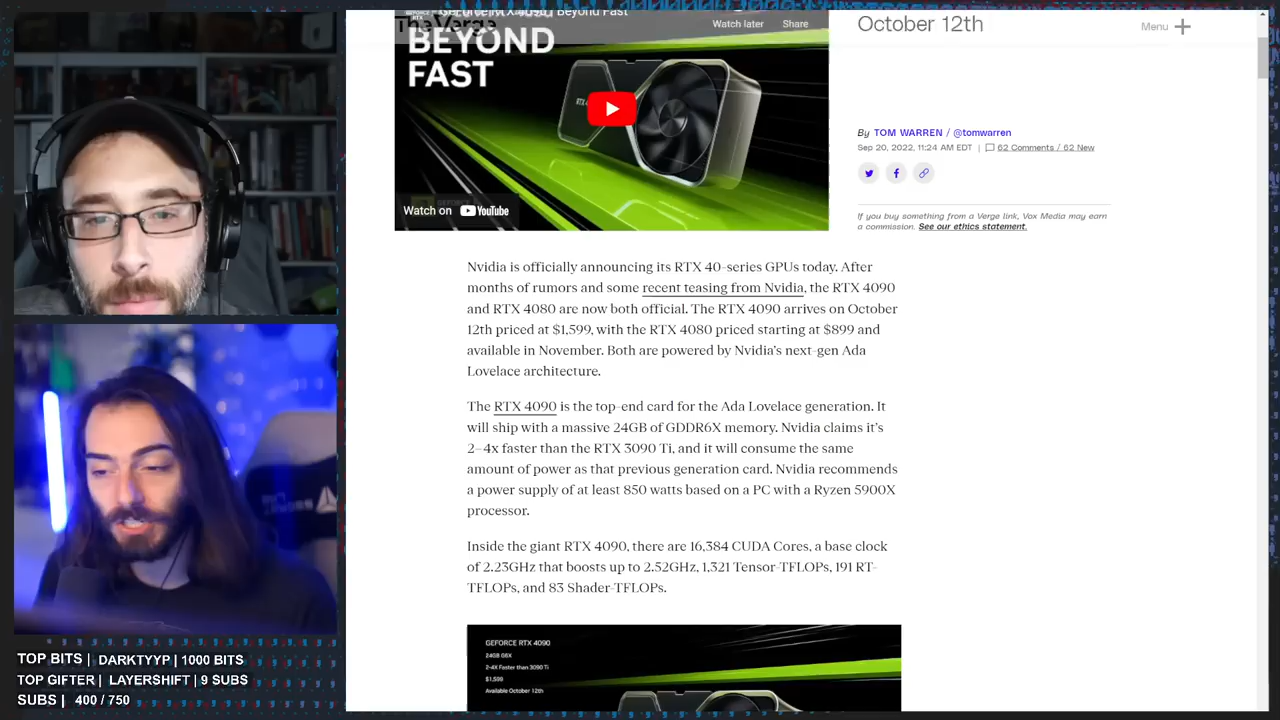 GeForce RTX 4090 | Beyond Fast
The Verge
Watch later
Share
BEYOND
FAST
Watch on YouTube
October 12th
Menu
By TOM WARREN / @tomwarren
Sep 20, 2022, 11:24 AM EDT | 62 Comments / 62 New
If you buy something from a Verge link, Vox Media may earn
a commission. See our ethics statement.
Nvidia is officially announcing its RTX 40-series GPUs today. After
months of rumors and some recent teasing from Nvidia, the RTX 4090
and RTX 4080 are now both official. The RTX 4090 arrives on October
12th priced at $1,599, with the RTX 4080 priced starting at $899 and
available in November. Both are powered by Nvidia’s next-gen Ada
Lovelace architecture.
The RTX 4090 is the top-end card for the Ada Lovelace generation. It
will ship with a massive 24GB of GDDR6X memory. Nvidia claims it’s
2–4x faster than the RTX 3090 Ti, and it will consume the same
amount of power as that previous generation card. Nvidia recommends
a power supply of at least 850 watts based on a PC with a Ryzen 5900X
processor.
Inside the giant RTX 4090, there are 16,384 CUDA Cores, a base clock
of 2.23GHz that boosts up to 2.52GHz, 1,321 Tensor-TFLOPs, 191 RT-
TFLOPs, and 83 Shader-TFLOPs.
GEFORCE RTX 4090
24GB G6X
2-4X Faster than 3090 Ti
$1,599
Available October 12th
SUBS: 499 / 750